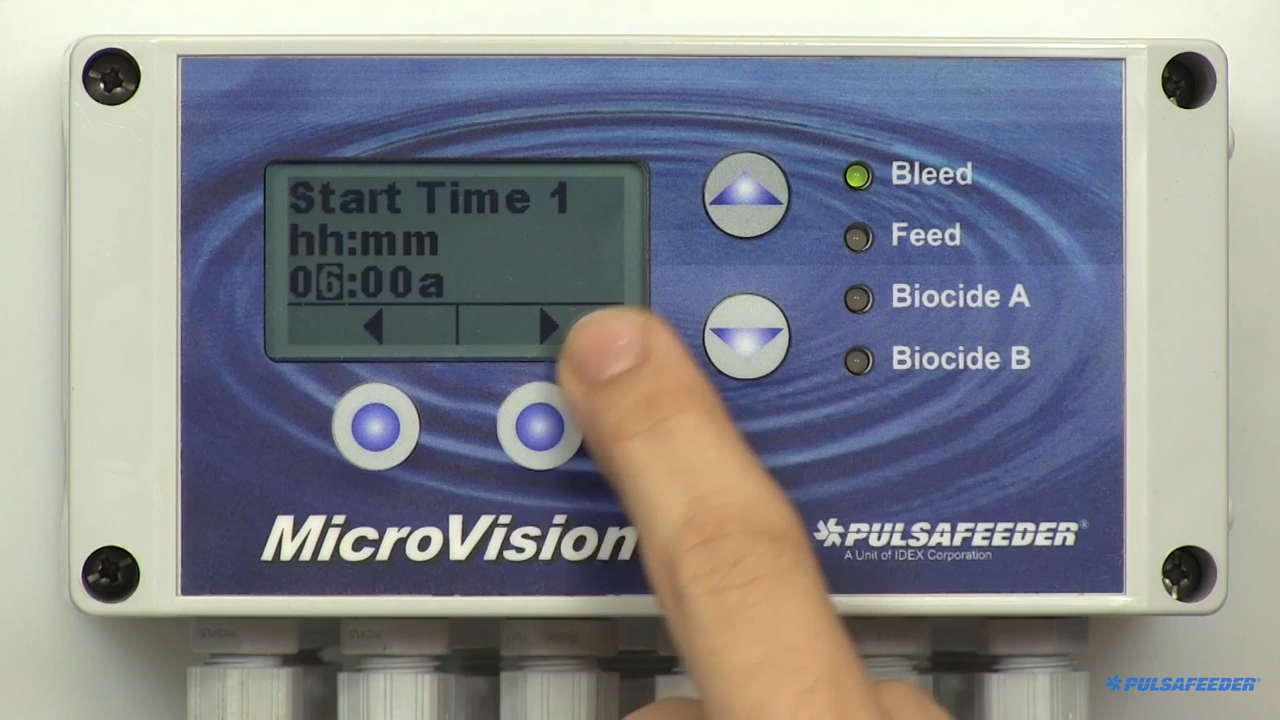 Start Time 1
hh:mm
06:00a
Bleed
Feed
Biocide A
Biocide B
MicroVision
PULSAFEEDER®
A Unit of IDEX Corporation
PULSAFEEDER